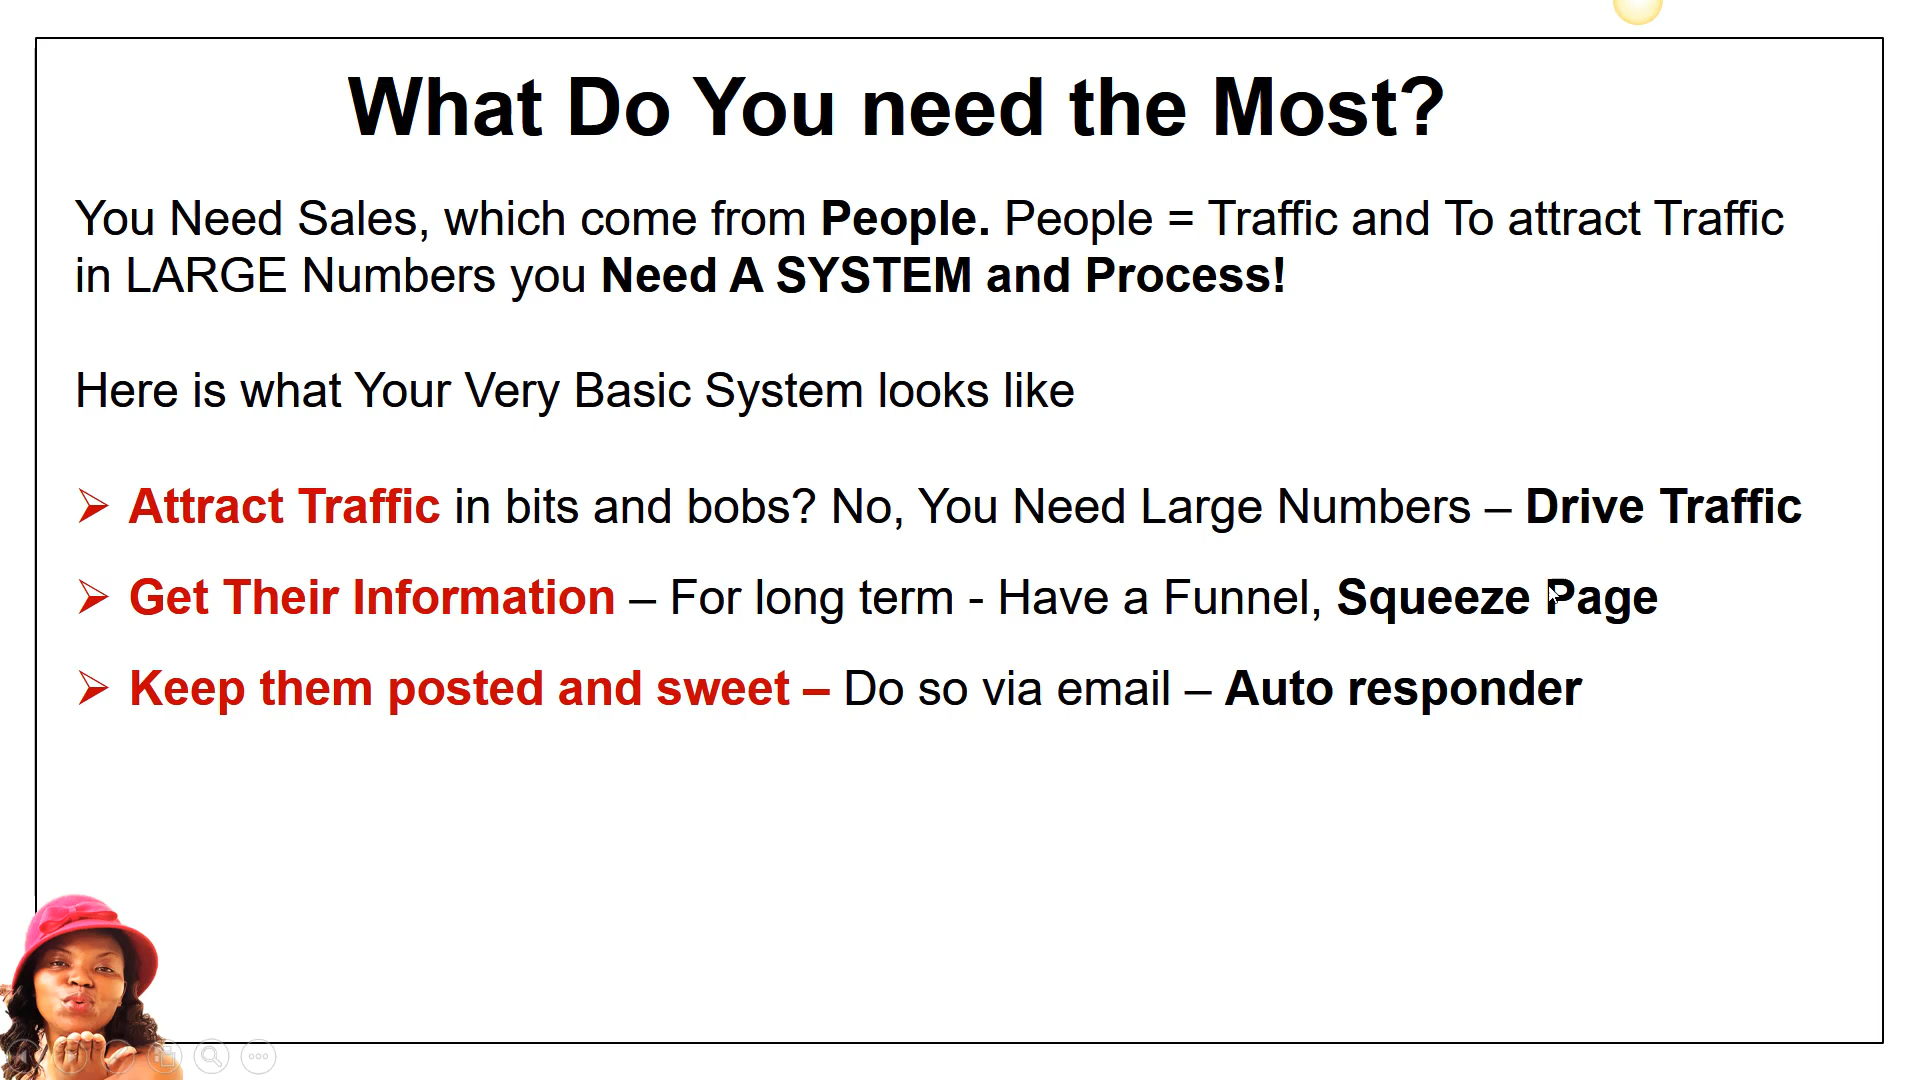 What Do You need the Most?
You Need Sales, which come from People. People = Traffic and To attract Traffic
in LARGE Numbers you Need A SYSTEM and Process!
Here is what Your Very Basic System looks like
➢ Attract Traffic in bits and bobs? No, You Need Large Numbers – Drive Traffic
➢ Get Their Information – For long term - Have a Funnel, Squeeze Page
➢ Keep them posted and sweet – Do so via email – Auto responder